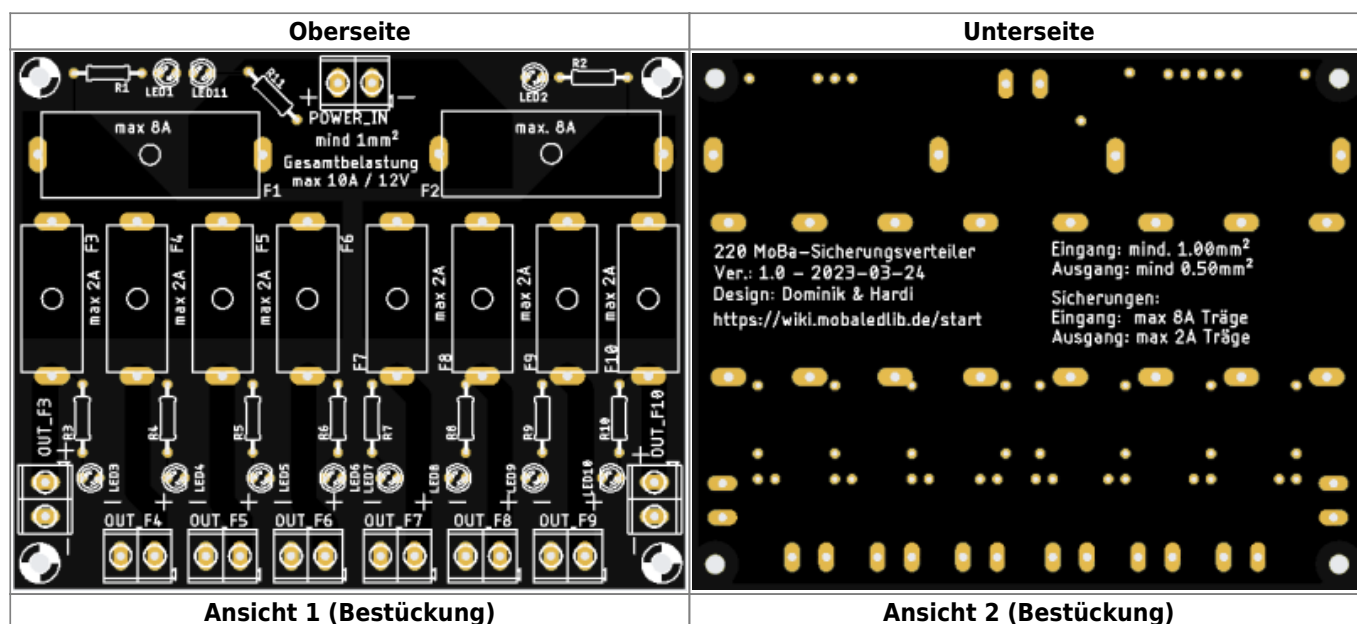 Oberseite
Unterseite
R1
LED1
LED11
R11
+
POWER_IN
-
LED2
R2
mind 1mm²
Gesamtbelastung
max 10A / 12V
max 8A
F1
max. 8A
F2
F3
max 2A
F4
max 2A
F5
max 2A
F6
F7
max 2A
F8
max 2A
F9
max 2A
F10
OUT_F3
R3
R4
R5
R6
R7
R8
R9
R10
OUT_F10
LED3
LED4
LED5
LED6
LED7
LED8
LED9
LED10
+
- +
- +
- +
- +
- +
- +
+
OUT_F4
OUT_F5
OUT_F6
OUT_F7
OUT_F8
OUT_F9
-
-
220 MoBa-Sicherungsverteiler
Ver.: 1.0 - 2023-03-24
Design: Dominik & Hardi
https://wiki.mobaledlib.de/start
Eingang: mind. 1.00mm²
Ausgang: mind 0.50mm²
Sicherungen:
Eingang: max 8A Träge
Ausgang: max 2A Träge
Ansicht 1 (Bestückung)
Ansicht 2 (Bestückung)